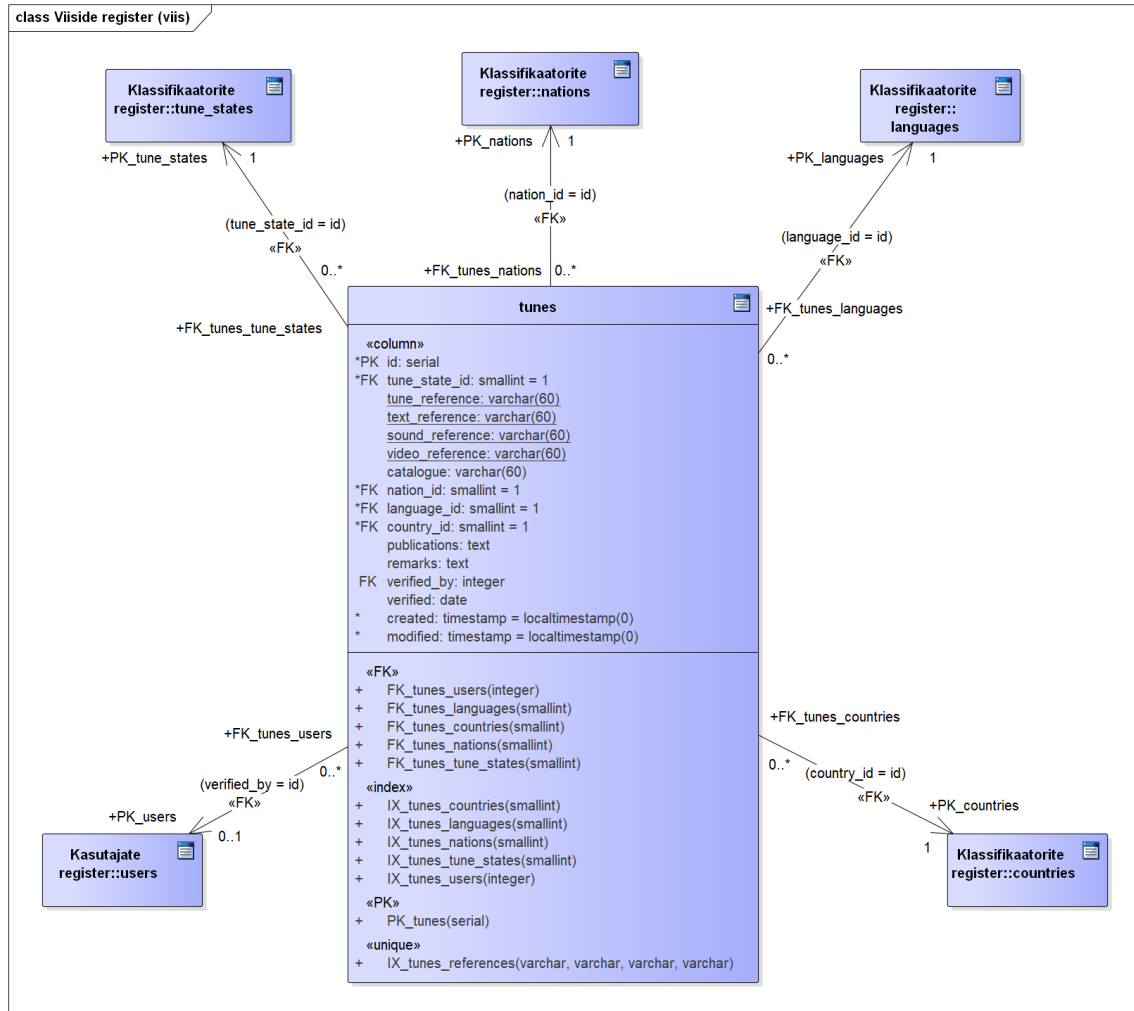 class Viiside register (viis)
Klassifikaatorite
register::tune_states
Klassifikaatorite
register::nations
Klassifikaatorite
register::
languages
+PK_tune_states
1
+PK_nations
1
+PK_languages
1
(tune_state_id = id)
«FK»
(nation_id = id)
«FK»
(language_id = id)
«FK»
0..*
+FK_tunes_tune_states
+FK_tunes_nations
0..*
+FK_tunes_languages
0..*
tunes
«column»
*PK id: serial
*FK tune_state_id: smallint = 1
tune_reference: varchar(60)
text_reference: varchar(60)
sound_reference: varchar(60)
video_reference: varchar(60)
catalogue: varchar(60)
*FK nation_id: smallint = 1
*FK language_id: smallint = 1
*FK country_id: smallint = 1
publications: text
remarks: text
FK verified_by: integer
verified: date
* created: timestamp = localtimestamp(0)
* modified: timestamp = localtimestamp(0)
«FK»
+ FK_tunes_users(integer)
+ FK_tunes_languages(smallint)
+ FK_tunes_countries(smallint)
+ FK_tunes_nations(smallint)
+ FK_tunes_tune_states(smallint)
«index»
+ IX_tunes_countries(smallint)
+ IX_tunes_languages(smallint)
+ IX_tunes_nations(smallint)
+ IX_tunes_tune_states(smallint)
+ IX_tunes_users(integer)
«PK»
+ PK_tunes(serial)
«unique»
+ IX_tunes_references(varchar, varchar, varchar, varchar)
+FK_tunes_users
0..*
(verified_by = id)
«FK»
+PK_users
0..1
Kasutajate
register::users
+FK_tunes_countries
0..*
(country_id = id)
«FK»
+PK_countries
1
Klassifikaatorite
register::countries